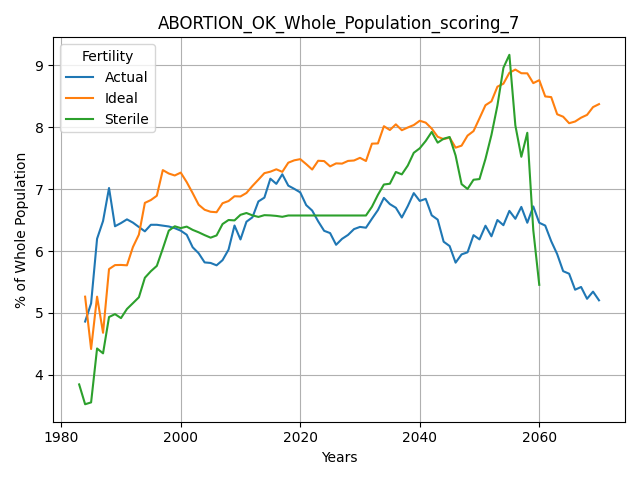 ABORTION_OK_Whole_Population_scoring_7
Fertility
Actual
Ideal
Sterile
% of Whole Population
9
8
7
6
5
4
1980 2000 2020 2040 2060
Years